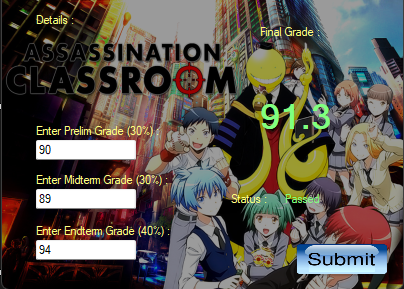 Details :
Final Grade :
ASSASSINATION
CLASSROOM
91.3
Enter Prelim Grade (30%) :
90
Enter Midterm Grade (30%) :
89
Status : Passed
Enter Endterm Grade (40%) :
94
Submit